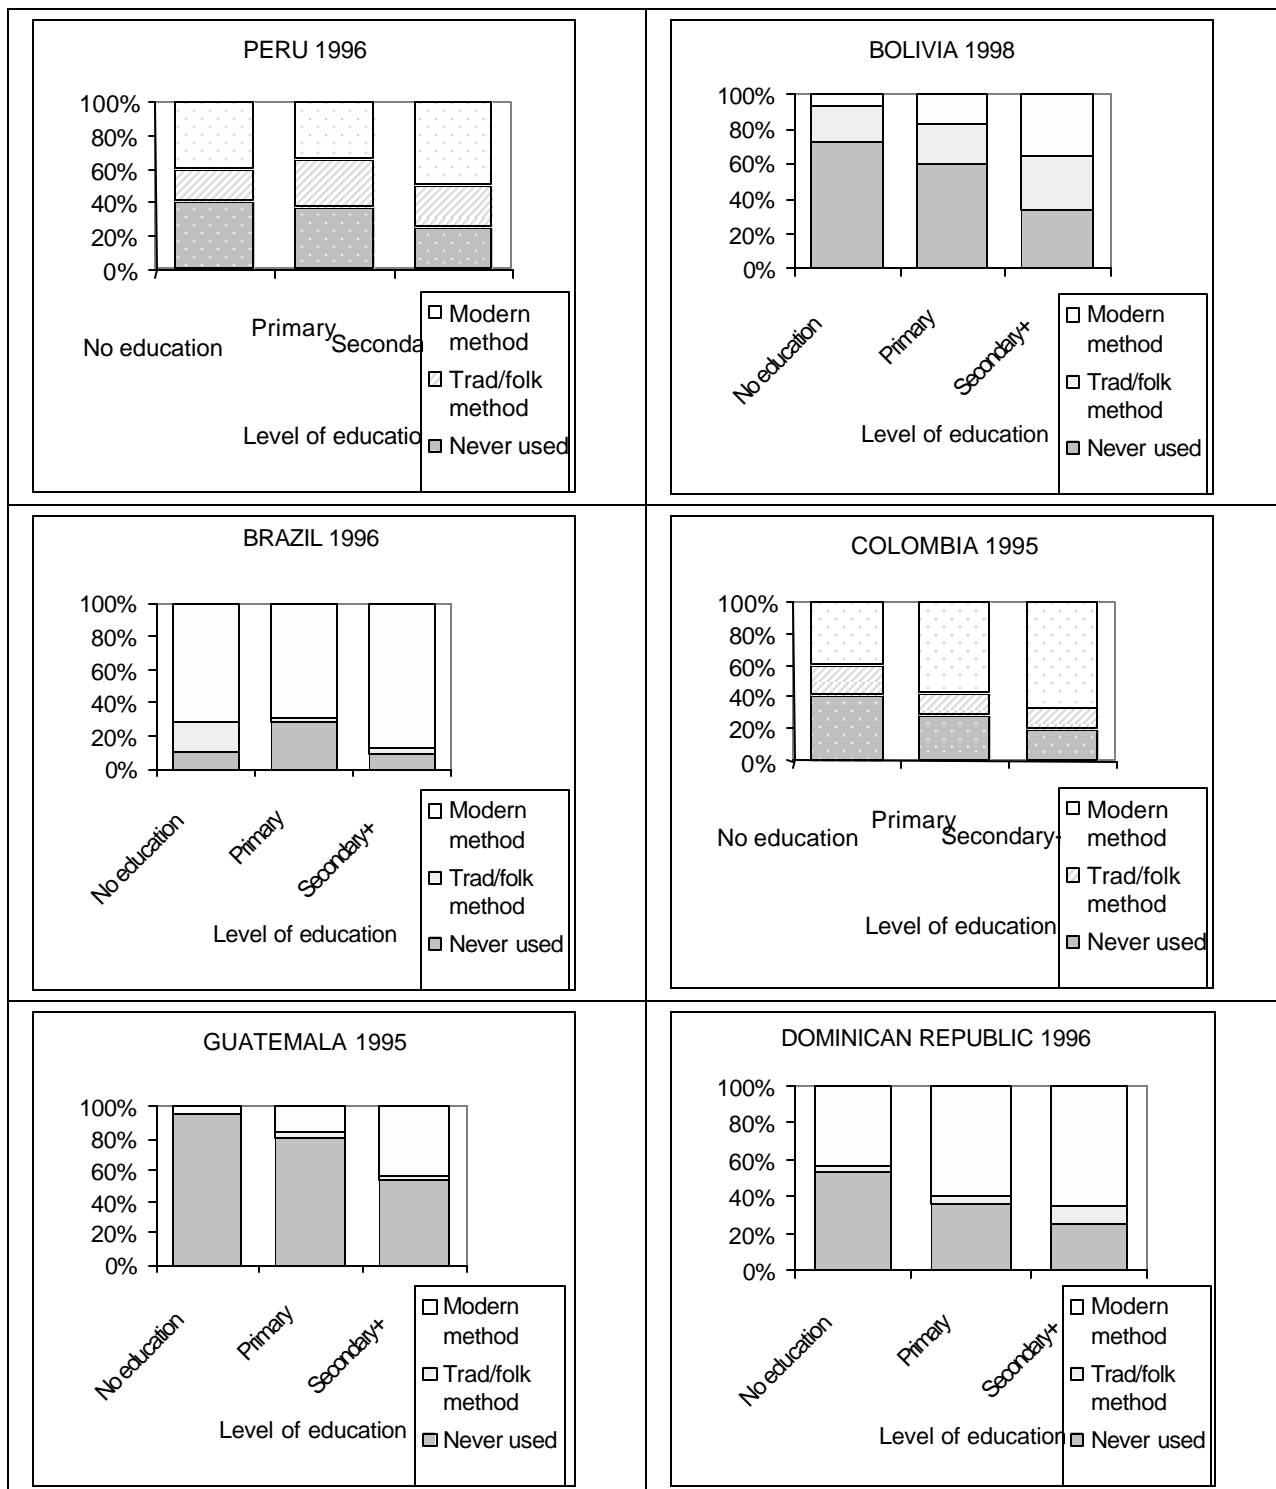 PERU 1996
100%
80%
60%
40%
20%
0%
No education
Primary
Seconda
Level of educatio
Modern
method
Trad/folk
method
Never used
BOLIVIA 1998
100%
80%
60%
40%
20%
0%
No education
Primary
Secondary+
Level of education
Modern
method
Trad/folk
method
Never used
BRAZIL 1996
100%
80%
60%
40%
20%
0%
No education
Primary
Secondary+
Level of education
Modern
method
Trad/folk
method
Never used
COLOMBIA 1995
100%
80%
60%
40%
20%
0%
No education
Primary
Secondary-
Level of education
Modern
method
Trad/folk
method
Never used
GUATEMALA 1995
100%
80%
60%
40%
20%
0%
No education
Primary
Secondary+
Level of education
Modern
method
Trad/folk
method
Never used
DOMINICAN REPUBLIC 1996
100%
80%
60%
40%
20%
0%
No education
Primary
Secondary+
Level of education
Modern
method
Trad/folk
method
Never used